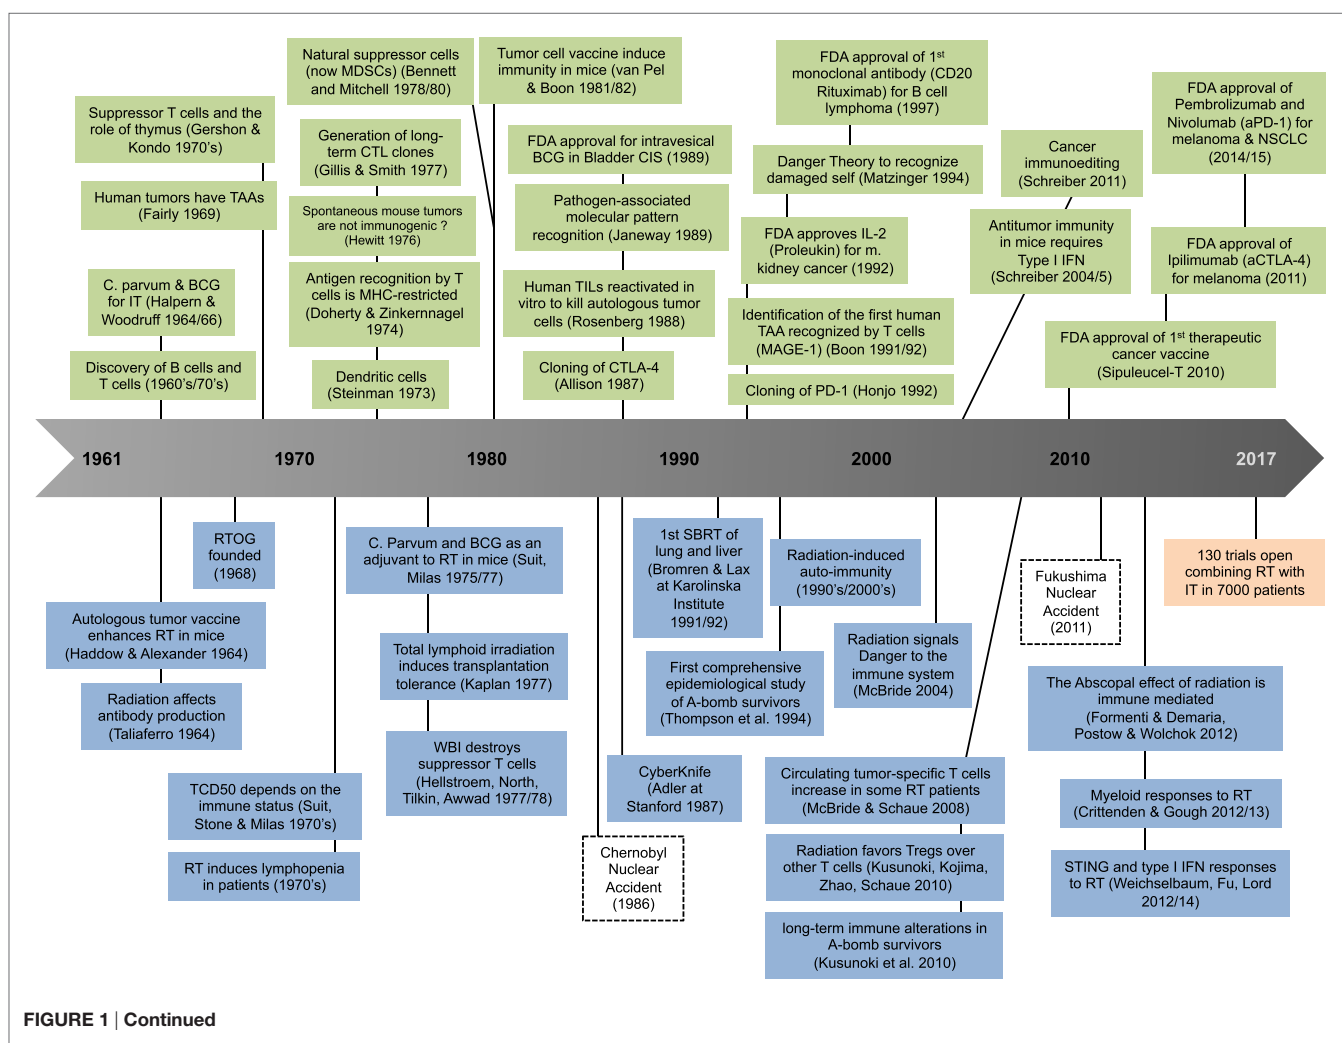 Natural suppressor cells
(now MDSCs) (Bennett
and Mitchell 1978/80)
Tumor cell vaccine induce
immunity in mice (van Pel
& Boon 1981/82)
FDA approval of 1st
monoclonal antibody (CD20
Rituximab) for B cell
lymphoma (1997)
FDA approval of
Pembrolizumab and
Nivolumab (aPD-1) for
melanoma & NSCLC
(2014/15)
Suppressor T cells and the
role of thymus (Gershon &
Kondo 1970's)
Generation of long-
term CTL clones
(Gillis & Smith 1977)
FDA approval for intravesical
BCG in Bladder CIS (1989)
Danger Theory to recognize
damaged self (Matzinger 1994)
Cancer
immunoediting
(Schreiber 2011)
Human tumors have TAAs
(Fairly 1969)
Spontaneous mouse tumors
are not immunogenic ?
(Hewitt 1976)
Pathogen-associated
molecular pattern
recognition (Janeway 1989)
FDA approves IL-2
(Proleukin) for m.
kidney cancer (1992)
Antitumor immunity
in mice requires
Type I IFN
(Schreiber 2004/5)
FDA approval of
Ipilimumab (aCTLA-4)
for melanoma (2011)
C. parvum & BCG
for IT (Halpern &
Woodruff 1964/66)
Antigen recognition by T
cells is MHC-restricted
(Doherty & Zinkernnagel
1974)
Human TILs reactivated in
vitro to kill autologous tumor
cells (Rosenberg 1988)
Identification of the first human
TAA recognized by T cells
(MAGE-1) (Boon 1991/92)
FDA approval of 1st therapeutic
cancer vaccine
(Sipuleucel-T 2010)
Discovery of B cells and
T cells (1960's/70's)
Dendritic cells
(Steinman 1973)
Cloning of CTLA-4
(Allison 1987)
Cloning of PD-1 (Honjo 1992)
1961
1970
1980
1990
2000
2010
2017
RTOG
founded
(1968)
C. Parvum and BCG as an
adjuvant to RT in mice (Suit,
Milas 1975/77)
1st SBRT of
lung and liver
(Bromren & Lax
at Karolinska
Institute
1991/92)
Radiation-induced
auto-immunity
(1990's/2000's)
Fukushima
Nuclear
Accident
(2011)
130 trials open
combining RT with
IT in 7000 patients
Autologous tumor vaccine
enhances RT in mice
(Haddow & Alexander 1964)
Total lymphoid irradiation
induces transplantation
tolerance (Kaplan 1977)
First comprehensive
epidemiological study
of A-bomb survivors
(Thompson et al. 1994)
Radiation signals
Danger to the
immune system
(McBride 2004)
The Abscopal effect of radiation is
immune mediated
(Formenti & Demaria,
Postow & Wolchok 2012)
Radiation affects
antibody production
(Taliaferro 1964)
WBI destroys
suppressor T cells
(Hellstroem, North,
Tilkin, Awwad 1977/78)
CyberKnife
(Adler at
Stanford 1987)
Circulating tumor-specific T cells
increase in some RT patients
(McBride & Schaue 2008)
Myeloid responses to RT
(Crittenden & Gough 2012/13)
TCD50 depends on the
immune status (Suit,
Stone & Milas 1970's)
Chernobyl
Nuclear
Accident
(1986)
Radiation favors Tregs over
other T cells (Kusunoki, Kojima,
Zhao, Schaue 2010)
STING and type I IFN responses
to RT (Weichselbaum, Fu, Lord
2012/14)
RT induces lymphopenia
in patients (1970's)
long-term immune alterations in
A-bomb survivors
(Kusunoki et al. 2010)
FIGURE 1 | Continued